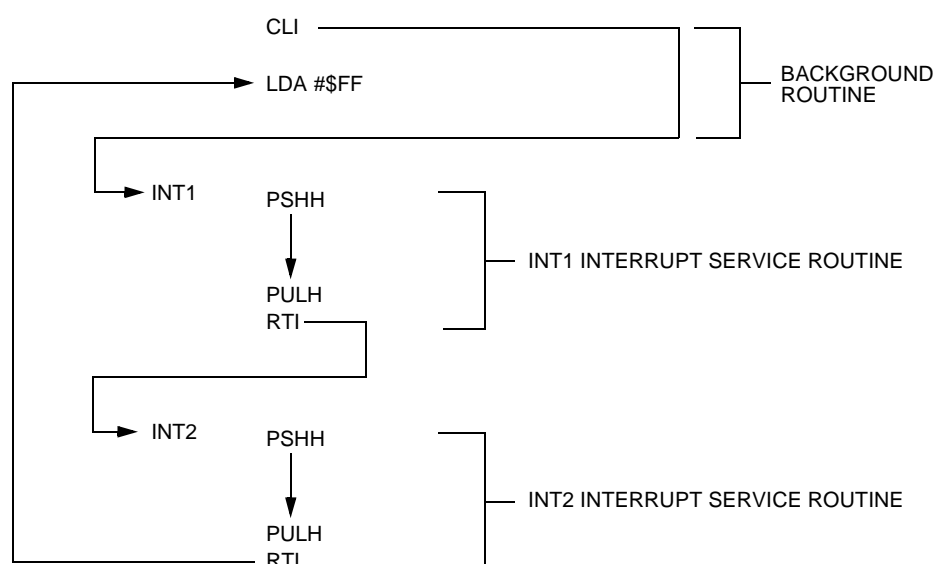 CLI
LDA #$FF
BACKGROUND
ROUTINE
INT1
PSHH
INT1 INTERRUPT SERVICE ROUTINE
PULH
RTI
INT2
PSHH
INT2 INTERRUPT SERVICE ROUTINE
PULH
RTI